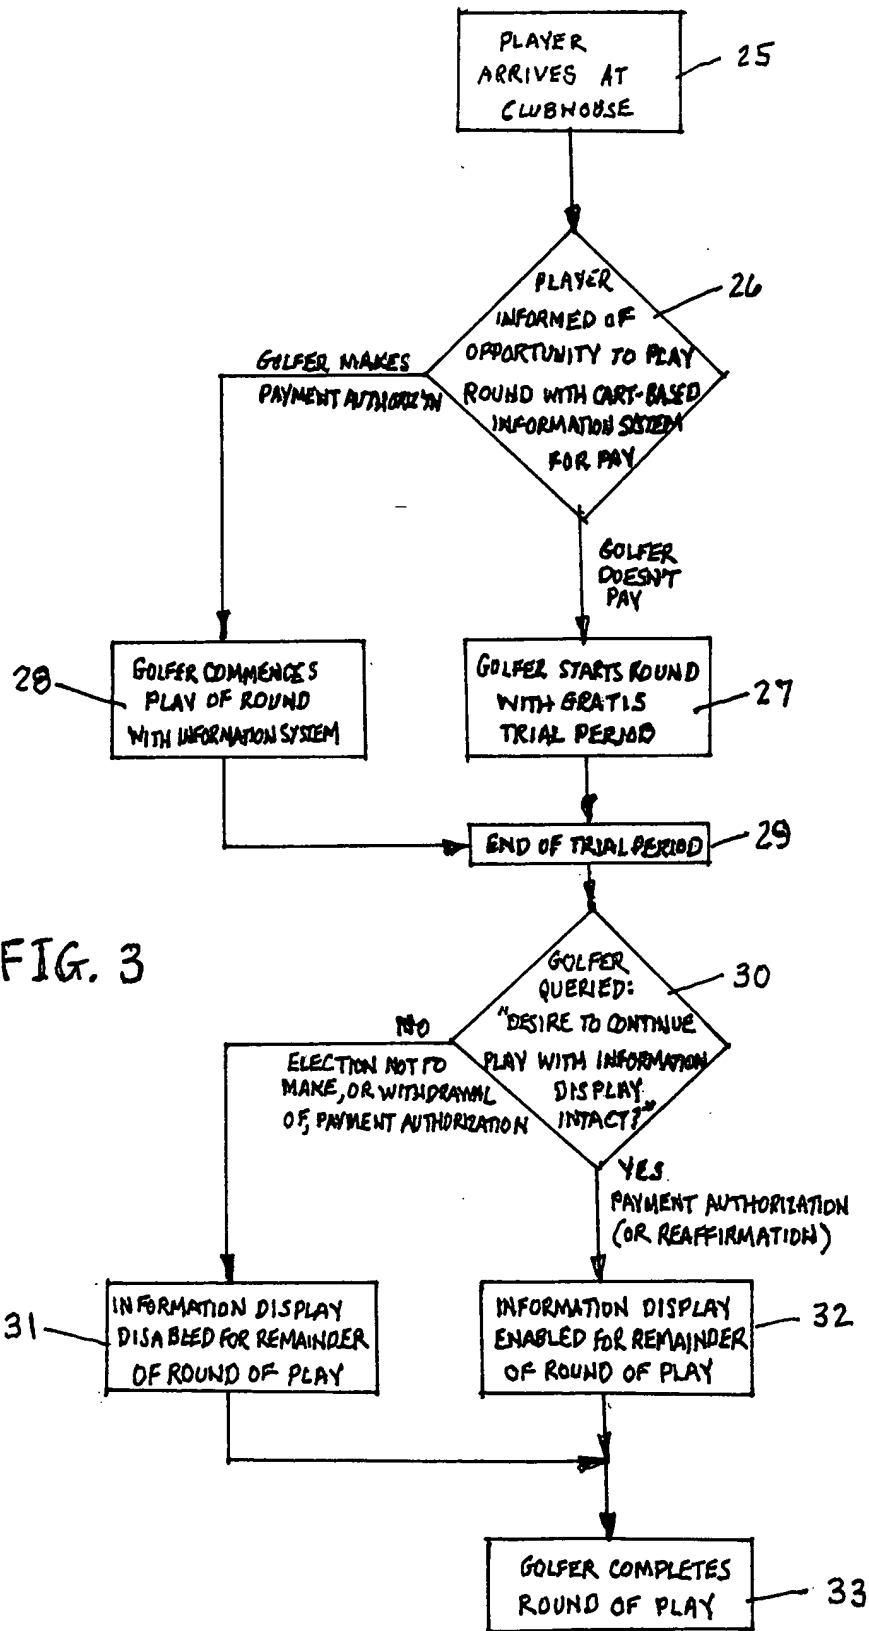 PLAYER
ARRIVES AT
CLUBHOUSE
25
PLAYER
INFORMED OF
OPPORTUNITY TO PLAY
ROUND WITH CART-BASED
INFORMATION SYSTEM
FOR PAY
26
GOLFER MAKES
PAYMENT AUTHORIZ'TN
GOLFER
DOESN'T
PAY
28
GOLFER COMMENCES
PLAY OF ROUND
WITH INFORMATION SYSTEM
GOLFER STARTS ROUND
WITH GRATIS
TRIAL PERIOD
27
END OF TRIAL PERIOD
29
FIG. 3
GOLFER
QUERIED:
"DESIRE TO CONTINUE
PLAY WITH INFORMATION
DISPLAY
INTACT?"
30
NO
ELECTION NOT TO
MAKE, OR WITHDRAWAL
OF, PAYMENT AUTHORIZATION
YES
PAYMENT AUTHORIZATION
(OR REAFFIRMATION)
31
INFORMATION DISPLAY
DISABLED FOR REMAINDER
OF ROUND OF PLAY
INFORMATION DISPLAY
ENABLED FOR REMAINDER
OF ROUND OF PLAY
32
GOLFER COMPLETES
ROUND OF PLAY
33